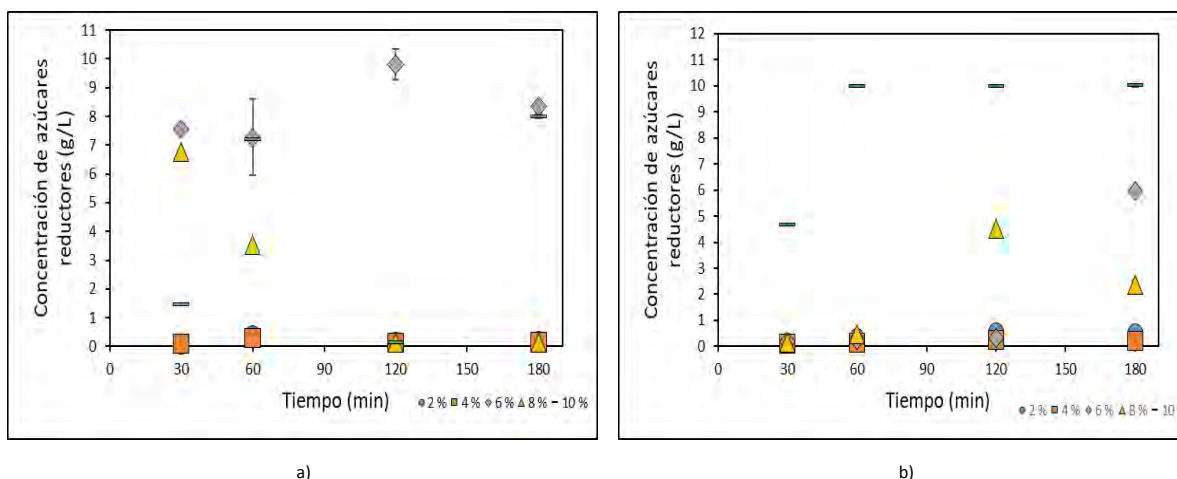 Concentración de azúcares
reductores (g/L)
11
10
9
8
7
6
5
4
3
2
1
0
0 30 60 90 120 150 180
Tiempo (min)
2 % 4 % 6 % 8 % 10 %
a)
Concentración de azúcares
reductores (g/L)
12
11
10
9
8
7
6
5
4
3
2
1
0
0 30 60 90 120 150 180
Tiempo (min)
2 % 4 % 6 % 8 % 10
b)